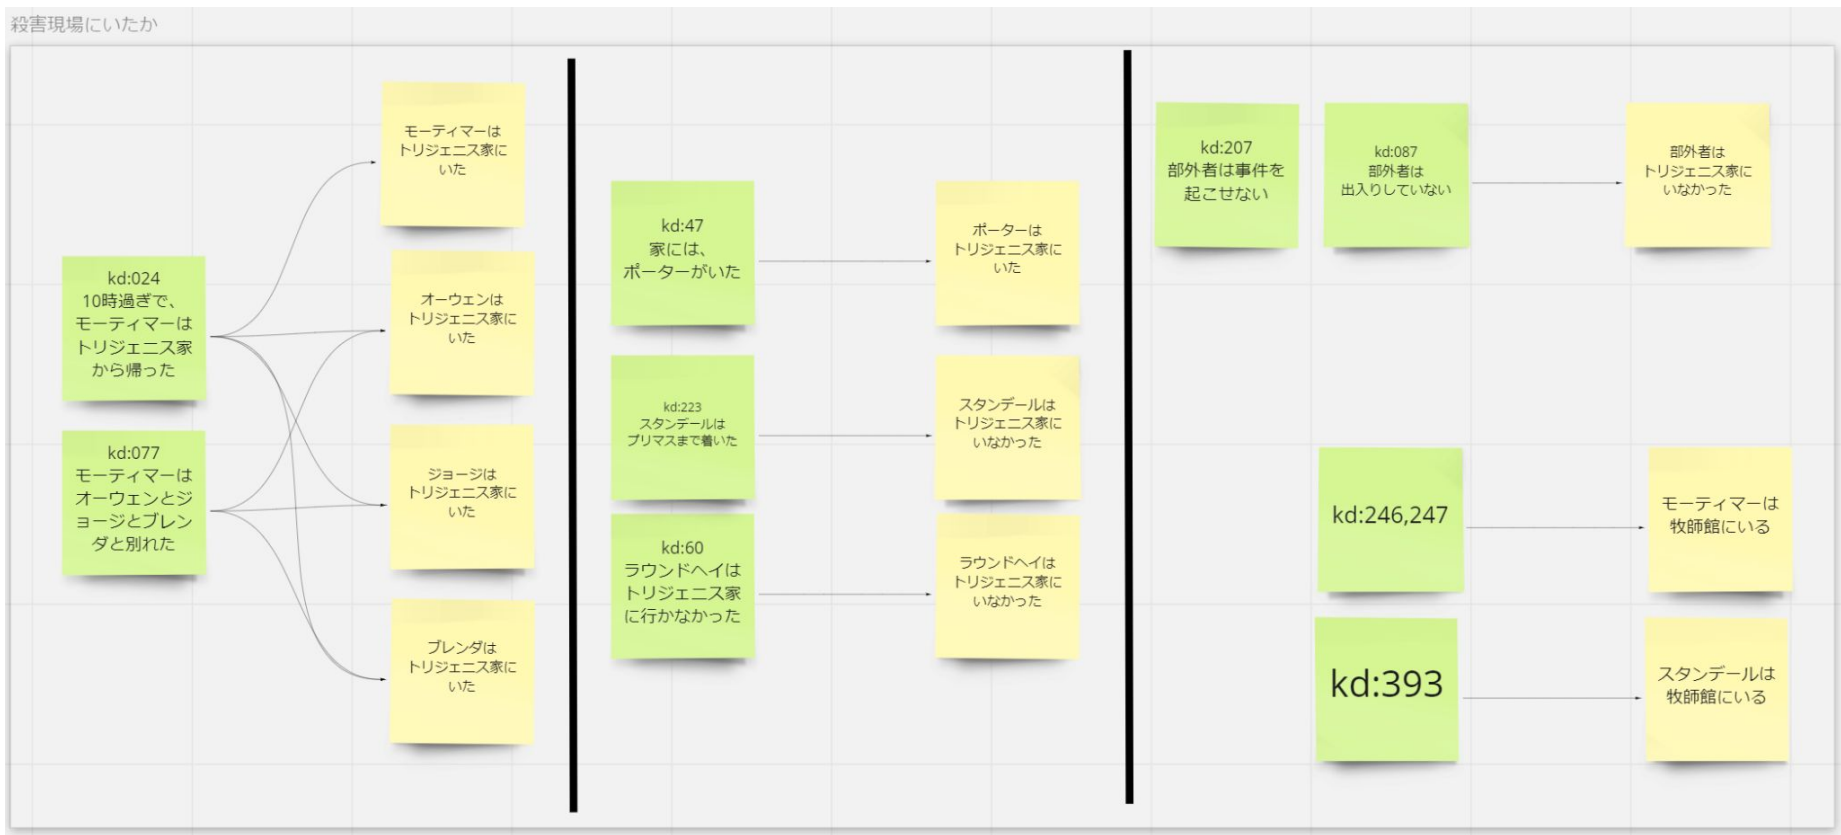 殺害現場にいたか
モーティマーは
トリジェニス家に
いた
kd:024
10時過ぎで、
モーティマーは
トリジェニス家
から帰った
オーウェンは
トリジェニス家に
いた
kd:077
モーティマーは
オーウェンとジ
ョージとブレン
ダと別れた
ジョージは
トリジェニス家に
いた
ブレンダは
トリジェニス家に
いた
kd:47
家には、
ポーターがいた
ポーターは
トリジェニス家に
いた
kd:223
スタンデールは
プリマスまで着いた
スタンデールは
トリジェニス家に
いなかった
kd:60
ラウンドヘイは
トリジェニス家
に行かなかった
ラウンドヘイは
トリジェニス家に
いなかった
kd:207
部外者は事件を
起こせない
kd:087
部外者は
出入りしていない
部外者は
トリジェニス家に
いなかった
kd:246,247
モーティマーは
牧師館にいる
kd:393
スタンデールは
牧師館にいる